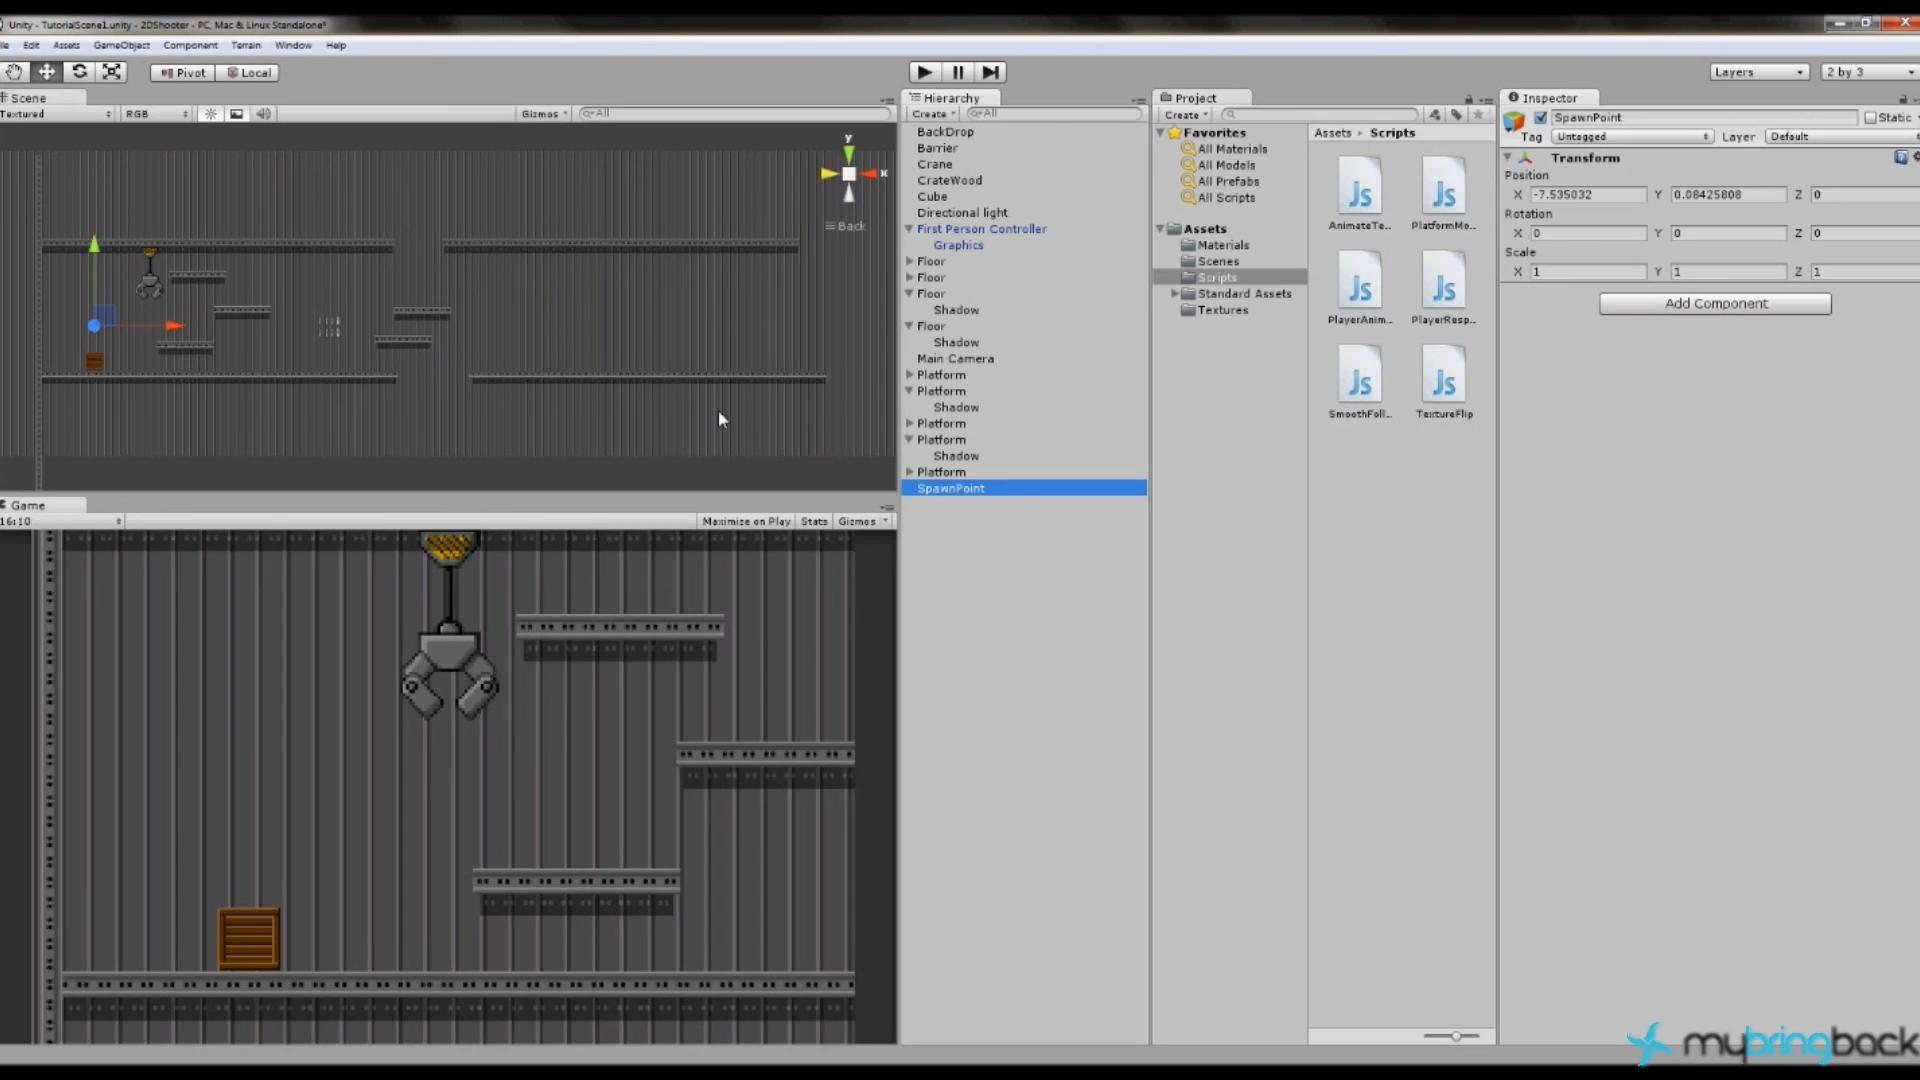 Unity - TutorialScene1.unity - 2DShooter - PC, Mac & Linux Standalone*
Edit Assets GameObject Component Terrain Window Help
Pivot Local
Layers 2 by 3
Scene
Textured RGB Gizmos All
y
x
Back
Game
16:10 Maximize on Play Stats Gizmos
Hierarchy
Create All
BackDrop
Barrier
Crane
CrateWood
Cube
Directional light
First Person Controller
Graphics
Floor
Floor
Floor
Shadow
Floor
Shadow
Main Camera
Platform
Platform
Shadow
Platform
Platform
Shadow
Platform
SpawnPoint
Project
Create
Favorites
All Materials
All Models
All Prefabs
All Scripts
Assets
Materials
Scenes
Scripts
Standard Assets
Textures
Assets Scripts
Js Js
AnimateTe... PlatformMo...
Js Js
PlayerAnim... PlayerResp...
Js Js
SmoothFoll... TextureFlip
Inspector
SpawnPoint Static
Tag Untagged Layer Default
Transform
Position
X -7.535032 Y 0.08425808 Z 0
Rotation
X 0 Y 0 Z 0
Scale
X 1 Y 1 Z 1
Add Component
mybringback